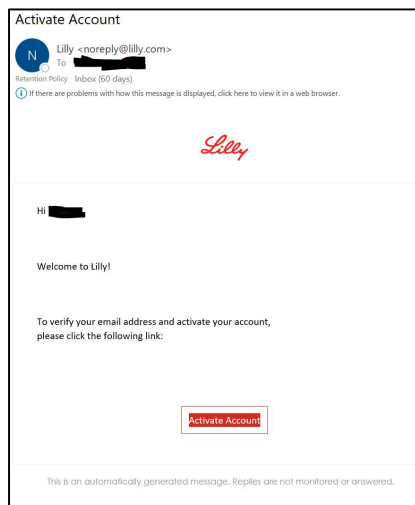 Activate Account
N
Lilly <noreply@lilly.com>
To
Retention Policy Inbox (60 days)
i If there are problems with how this message is displayed, click here to view it in a web browser.
Lilly
Hi
Welcome to Lilly!
To verify your email address and activate your account,
please click the following link:
Activate Account
This is an automatically generated message. Replies are not monitored or answered.